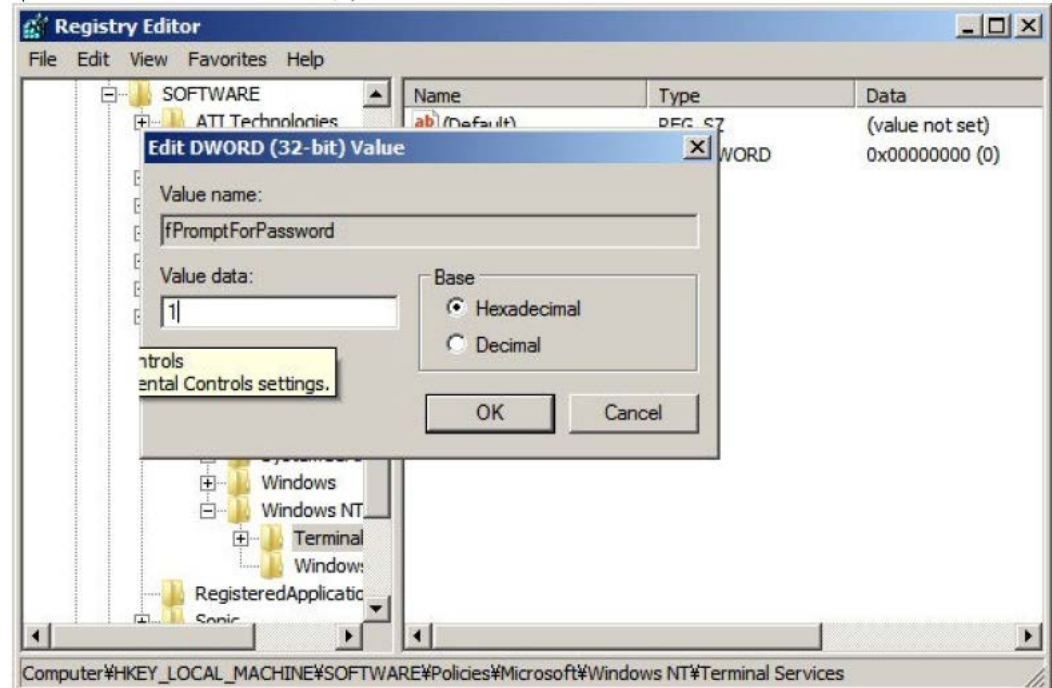 Registry Editor
File Edit View Favorites Help
SOFTWARE
ATI Technologies
Name Type Data
(Default) REG_SZ (value not set)
WORD 0x00000000 (0)
Edit DWORD (32-bit) Value
Value name:
fPromptForPassword
Value data:
1
Base
Hexadecimal
Decimal
ntrols
ental Controls settings.
OK Cancel
Windows
Windows NT
Terminal
Windows
RegisteredApplicatio
Sonic
Computer¥HKEY_LOCAL_MACHINE¥SOFTWARE¥Policies¥Microsoft¥Windows NT¥Terminal Services